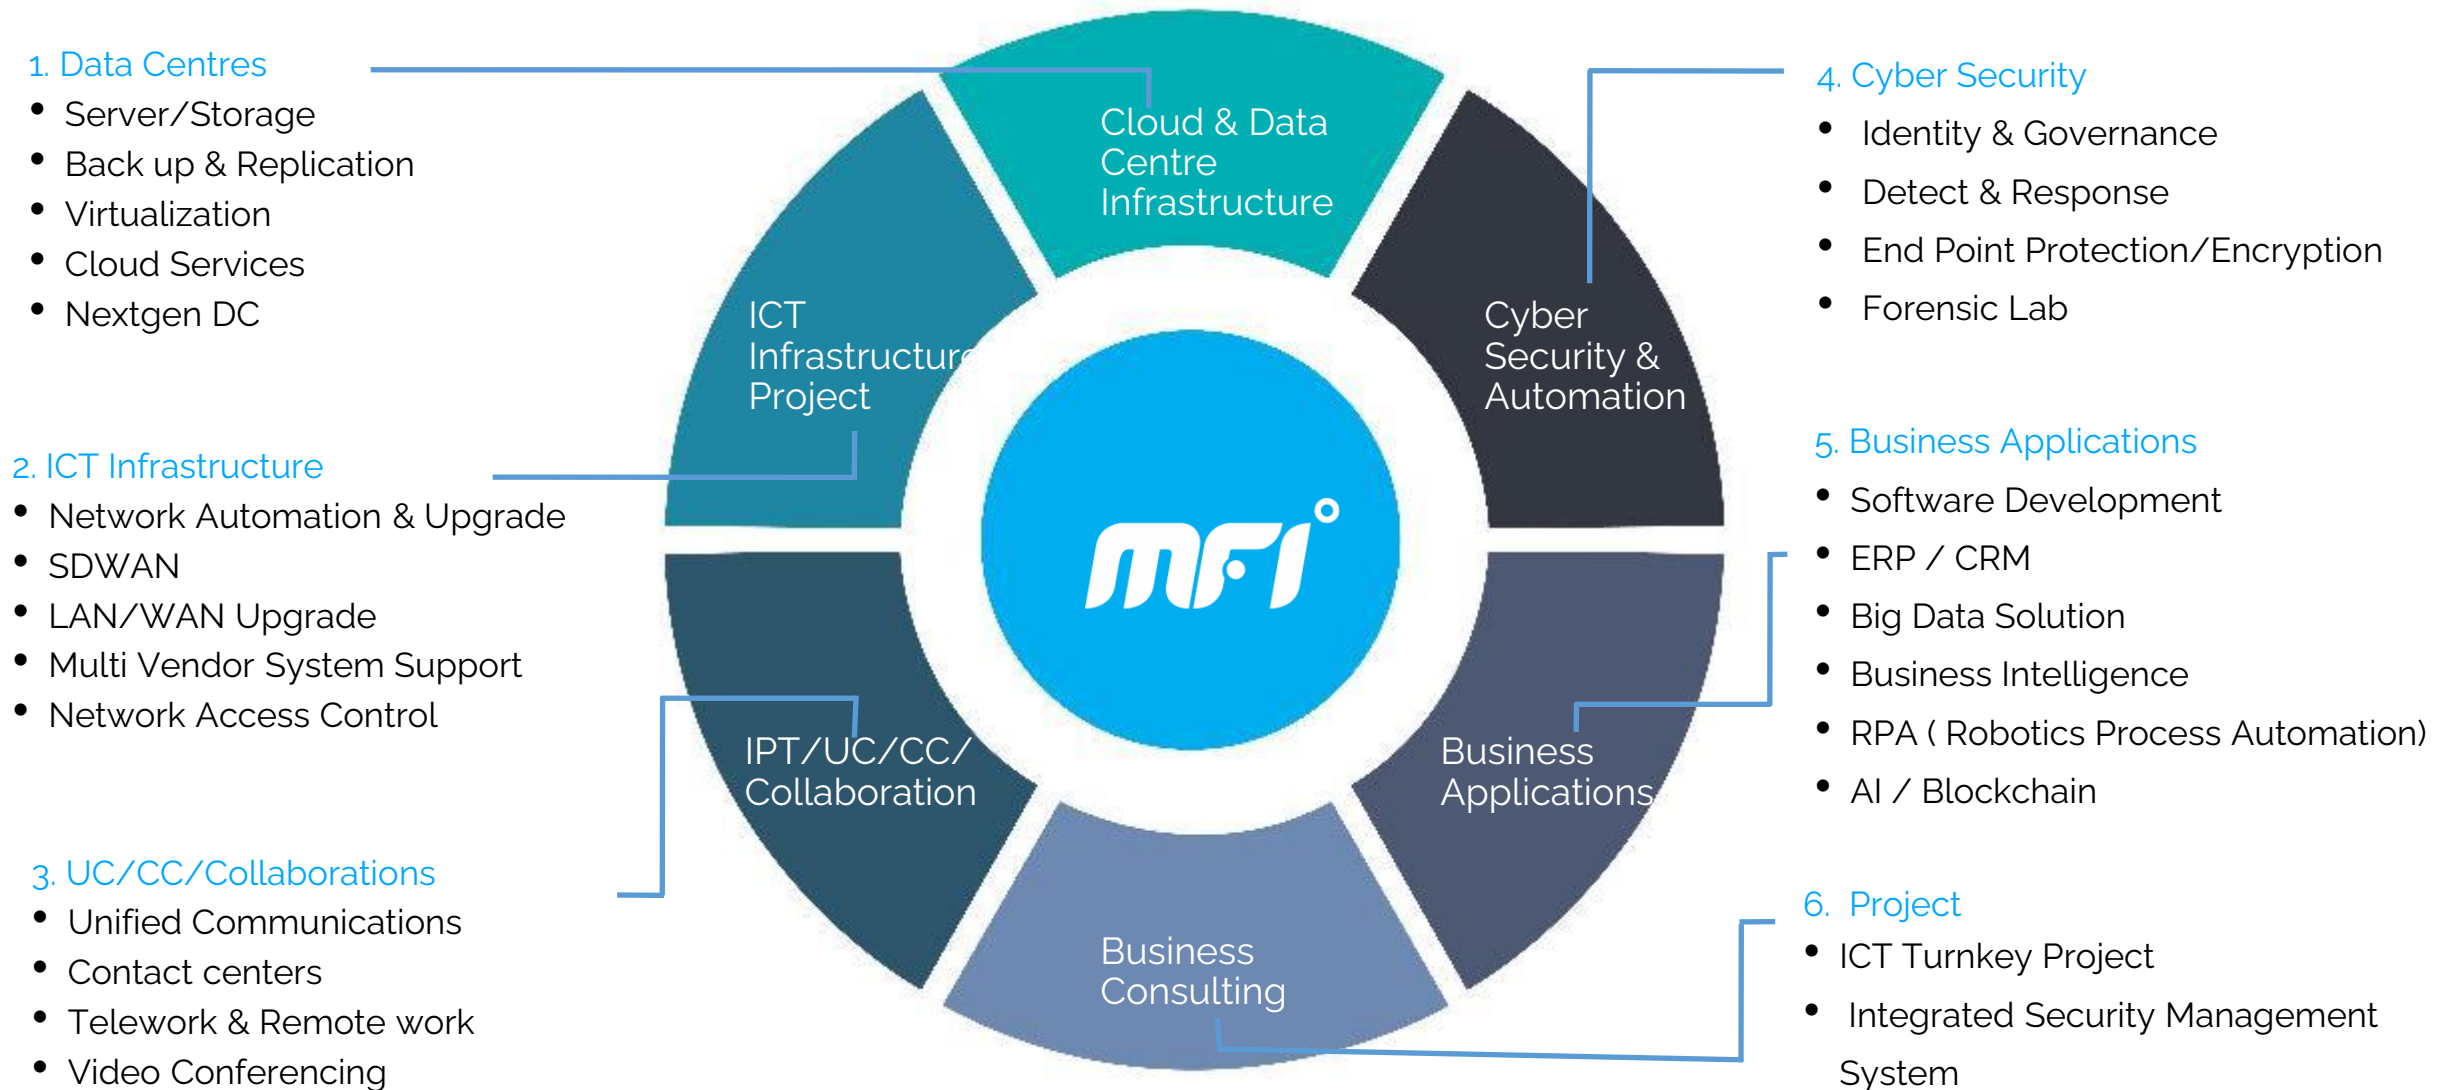 1. Data Centres
• Server/Storage
• Back up & Replication
• Virtualization
• Cloud Services
• Nextgen DC
2. ICT Infrastructure
• Network Automation & Upgrade
• SDWAN
• LAN/WAN Upgrade
• Multi Vendor System Support
• Network Access Control
3. UC/CC/Collaborations
• Unified Communications
• Contact centers
• Telework & Remote work
• Video Conferencing
Cloud & Data
Centre
Infrastructure
ICT
Infrastructure
Project
Cyber
Security &
Automation
MFI
IPT/UC/CC/
Collaboration
Business
Applications
Business
Consulting
4. Cyber Security
• Identity & Governance
• Detect & Response
• End Point Protection/Encryption
• Forensic Lab
5. Business Applications
• Software Development
• ERP / CRM
• Big Data Solution
• Business Intelligence
• RPA ( Robotics Process Automation)
• AI / Blockchain
6. Project
• ICT Turnkey Project
• Integrated Security Management
System